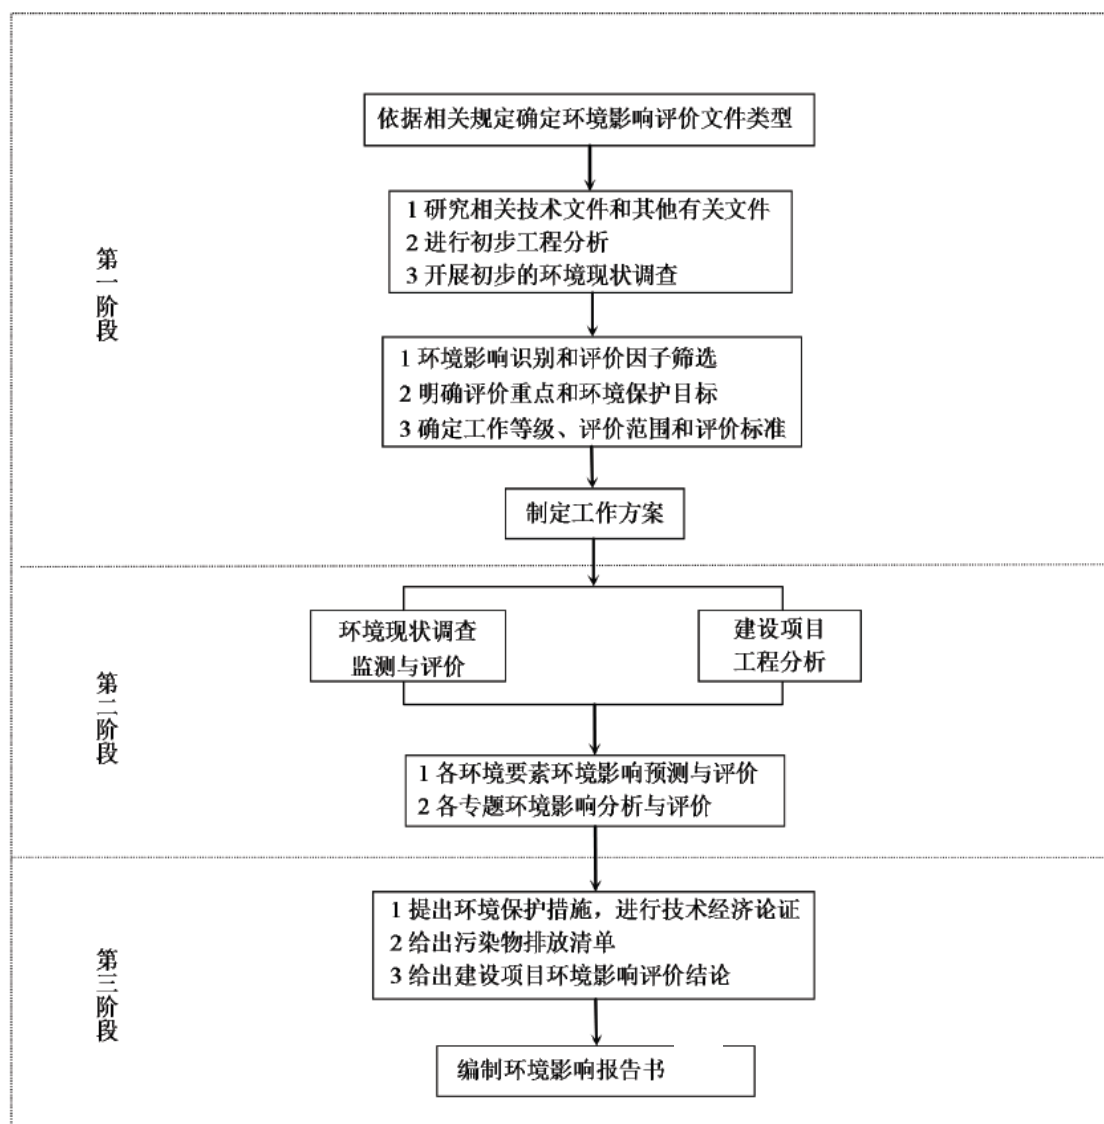 依据相关规定确定环境影响评价文件类型
1 研究相关技术文件和其他有关文件
2 进行初步工程分析
3 开展初步的环境现状调查
第一阶段
1 环境影响识别和评价因子筛选
2 明确评价重点和环境保护目标
3 确定工作等级、评价范围和评价标准
制定工作方案
环境现状调查
监测与评价
建设项目
工程分析
第二阶段
1 各环境要素环境影响预测与评价
2 各专题环境影响分析与评价
1 提出环境保护措施，进行技术经济论证
2 给出污染物排放清单
3 给出建设项目环境影响评价结论
第三阶段
编制环境影响报告书